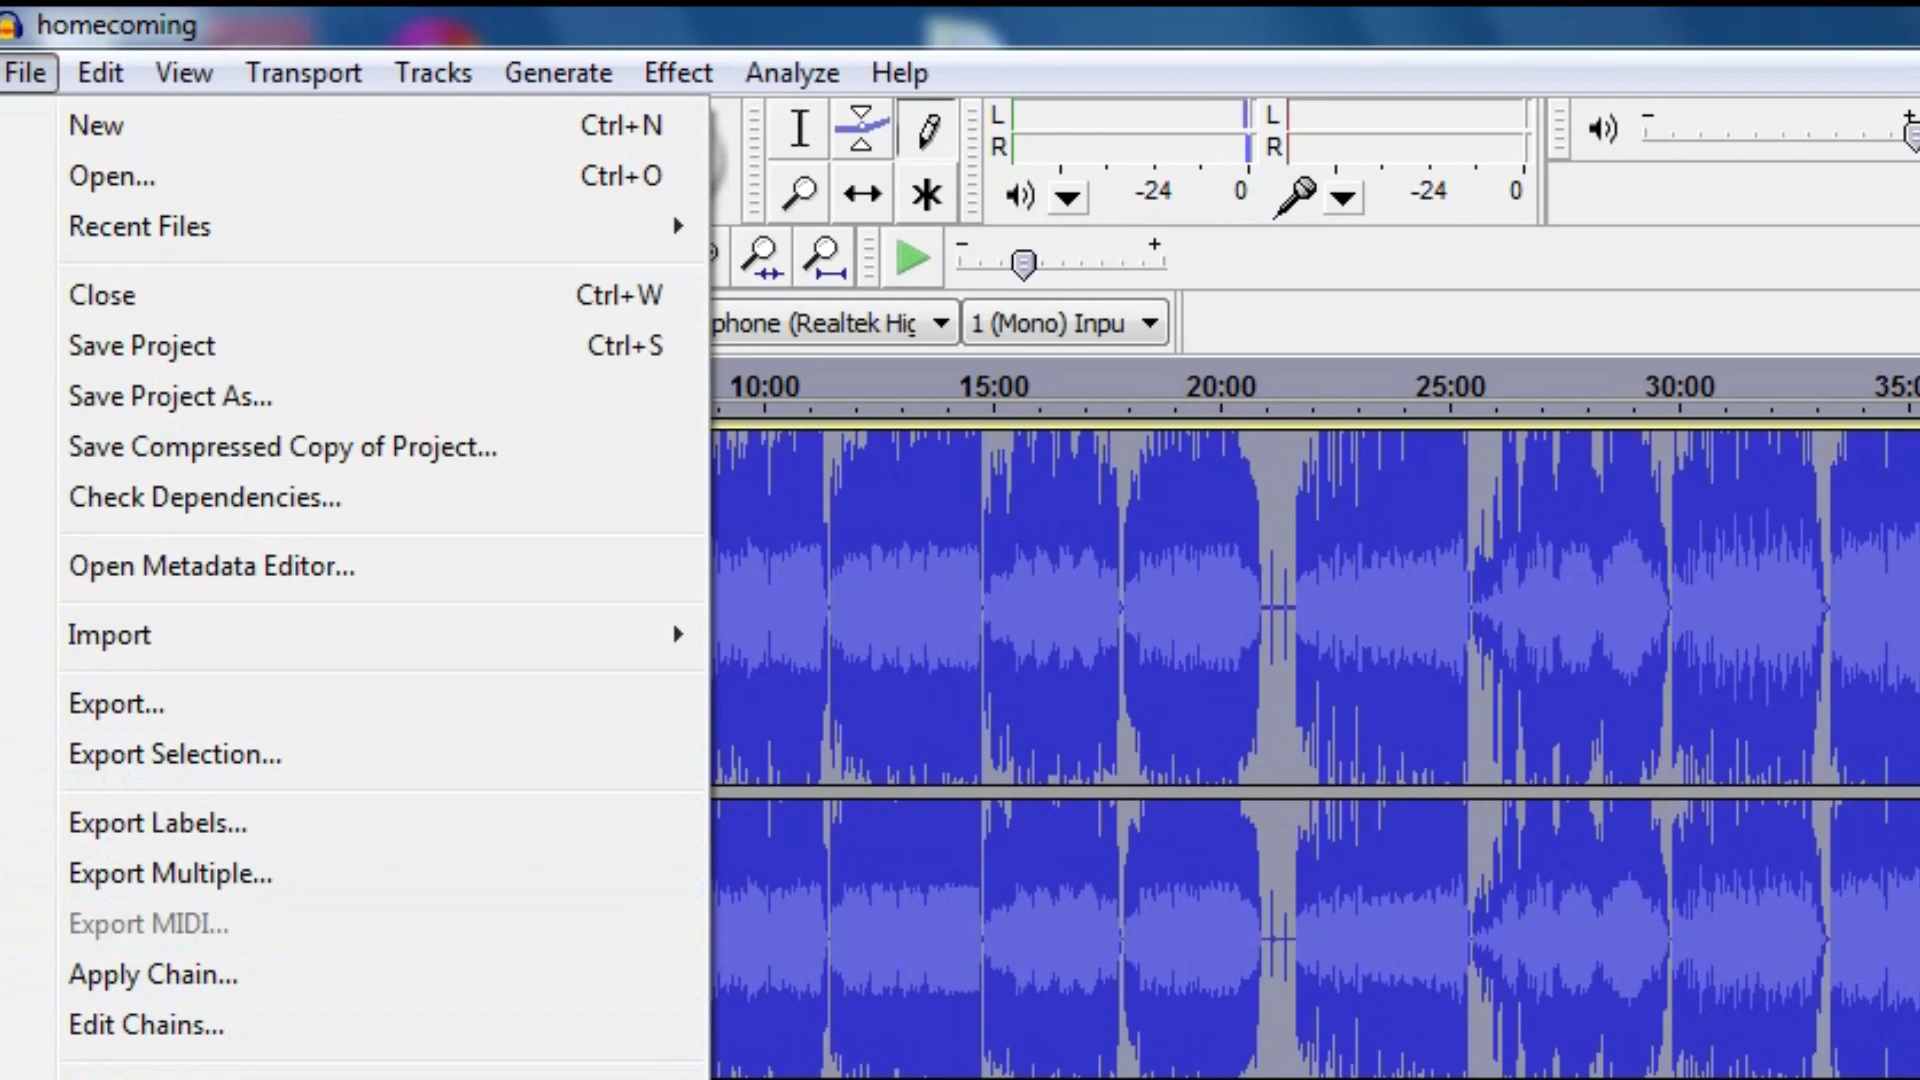 homecoming
File Edit View Transport Tracks Generate Effect Analyze Help
New Ctrl+N
Open... Ctrl+O
Recent Files
Close Ctrl+W
Save Project Ctrl+S
Save Project As...
Save Compressed Copy of Project...
Check Dependencies...
Open Metadata Editor...
Import
Export...
Export Selection...
Export Labels...
Export Multiple...
Export MIDI...
Apply Chain...
Edit Chains...
L L
R R
-24 0 -24 0
phone (Realtek Hig 1 (Mono) Inpu
10:00 15:00 20:00 25:00 30:00 35:0